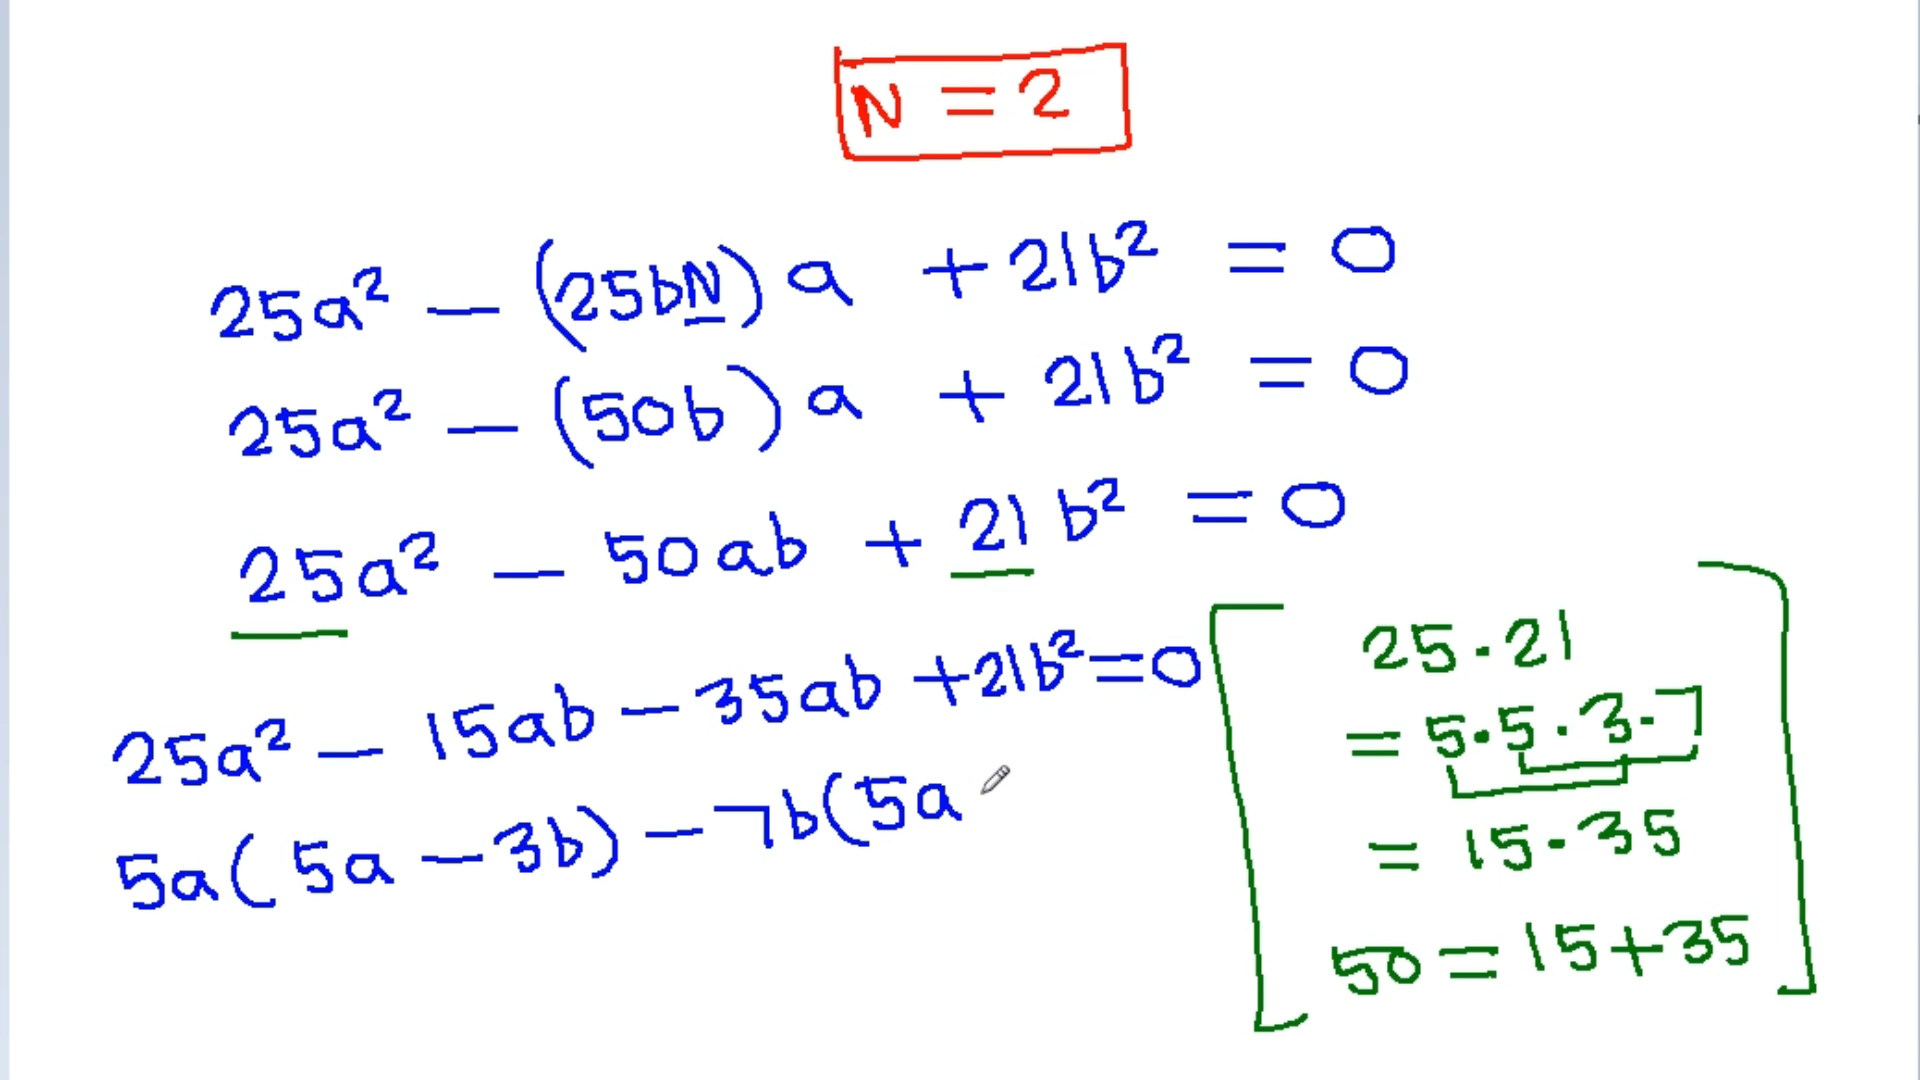 N = 2
25a² - (25bN)a + 21b² = 0
25a² - (50b)a + 21b² = 0
25a² - 50ab + 21b² = 0
25a² - 15ab - 35ab + 21b² = 0
5a(5a - 3b) - 7b(5a
25·21
= 5·5·3·7
= 15·35
50 = 15+35